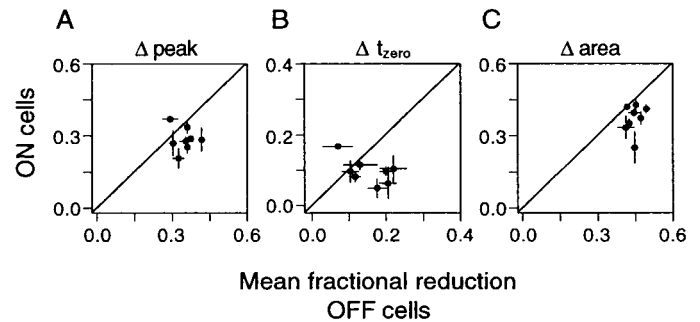 A
B
C
Δ peak
Δ t_zero
Δ area
ON cells
0.6
0.3
0.0
0.4
0.2
0.0
0.6
0.3
0.0
0.0 0.3 0.6
0.0 0.2 0.4
0.0 0.3 0.6
Mean fractional reduction
OFF cells